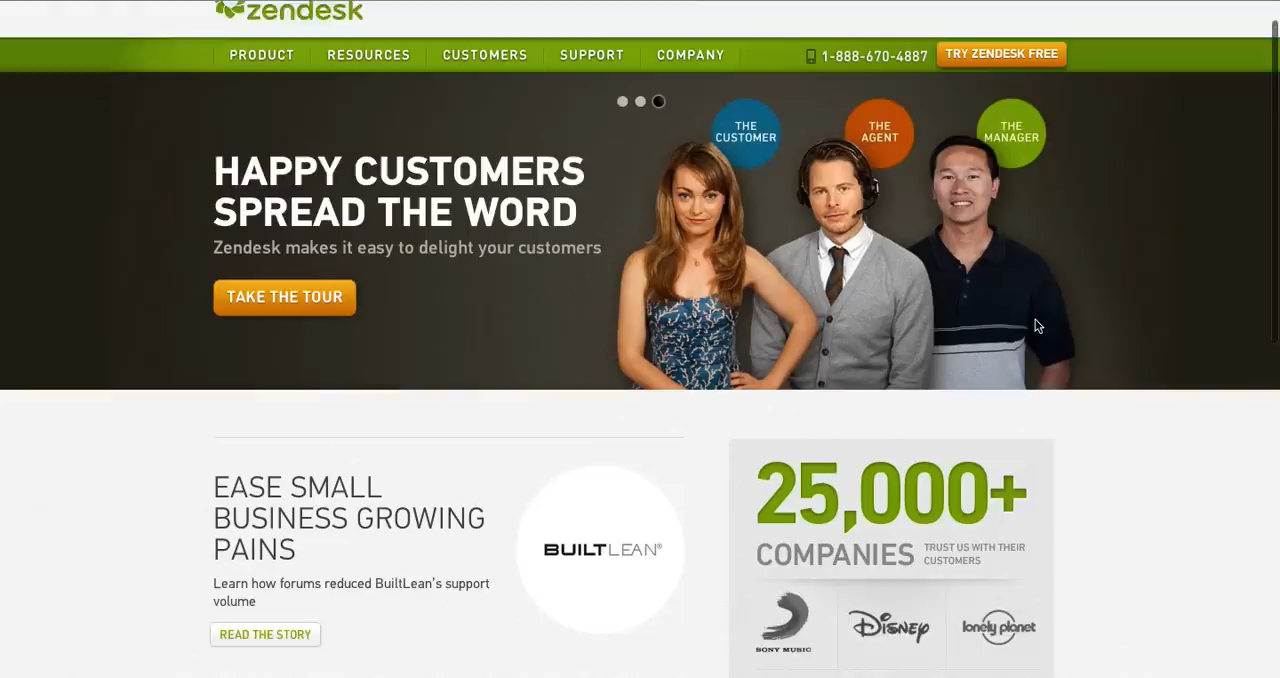 zendesk
PRODUCT RESOURCES CUSTOMERS SUPPORT COMPANY 1-888-670-4887 TRY ZENDESK FREE
THE
CUSTOMER
THE
AGENT
THE
MANAGER
HAPPY CUSTOMERS
SPREAD THE WORD
Zendesk makes it easy to delight your customers
TAKE THE TOUR
EASE SMALL
BUSINESS GROWING
PAINS
Learn how forums reduced BuiltLean's support
volume
READ THE STORY
BUILTLEAN®
25,000+
COMPANIES
TRUST US WITH THEIR
CUSTOMERS
SONY MUSIC
DISNEY
lonely planet